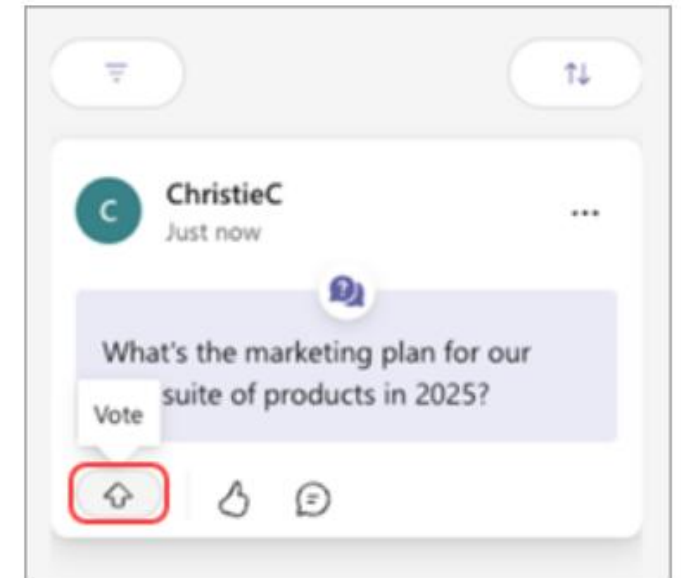 C
ChristieC
Just now
What's the marketing plan for our
suite of products in 2025?
Vote